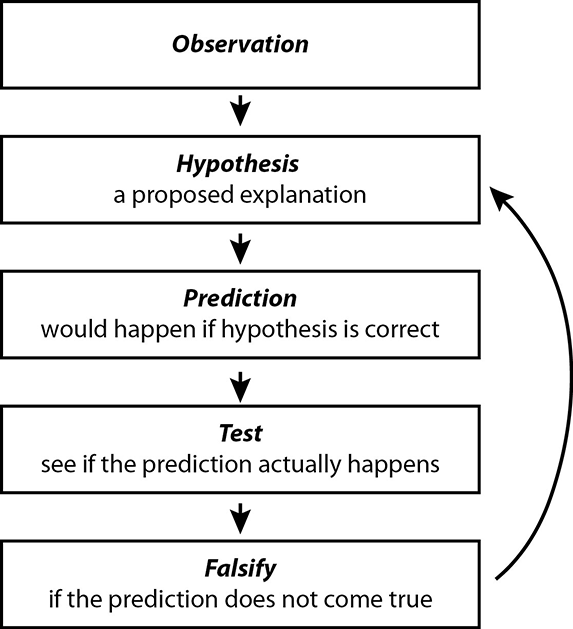 Observation
Hypothesis
a proposed explanation
Prediction
would happen if hypothesis is correct
Test
see if the prediction actually happens
Falsify
if the prediction does not come true